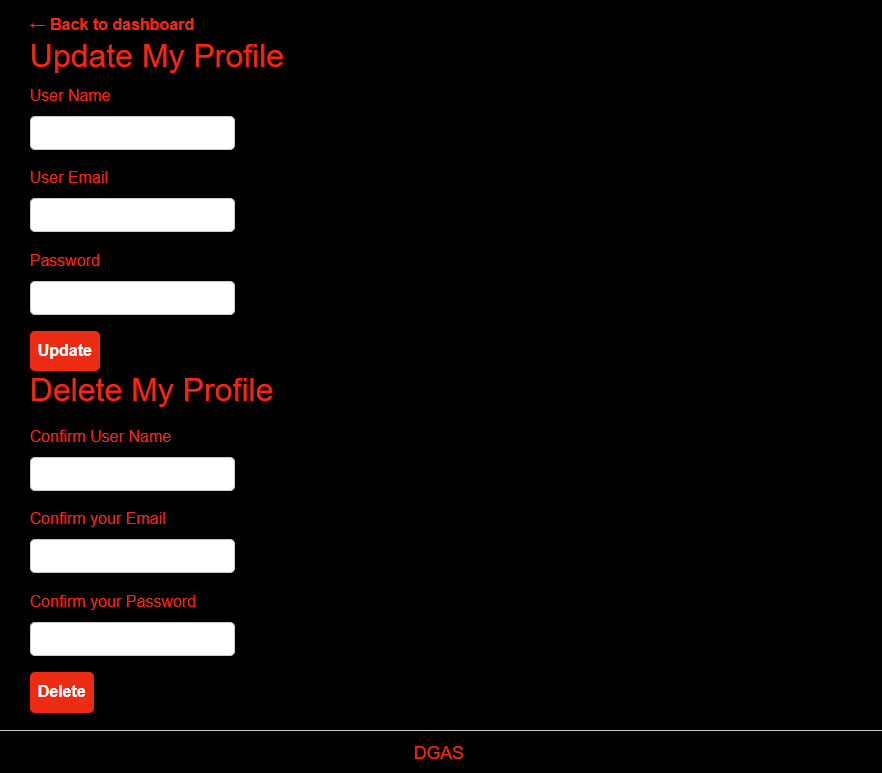 ← Back to dashboard
Update My Profile
User Name
User Email
Password
Update
Delete My Profile
Confirm User Name
Confirm your Email
Confirm your Password
Delete
DGAS